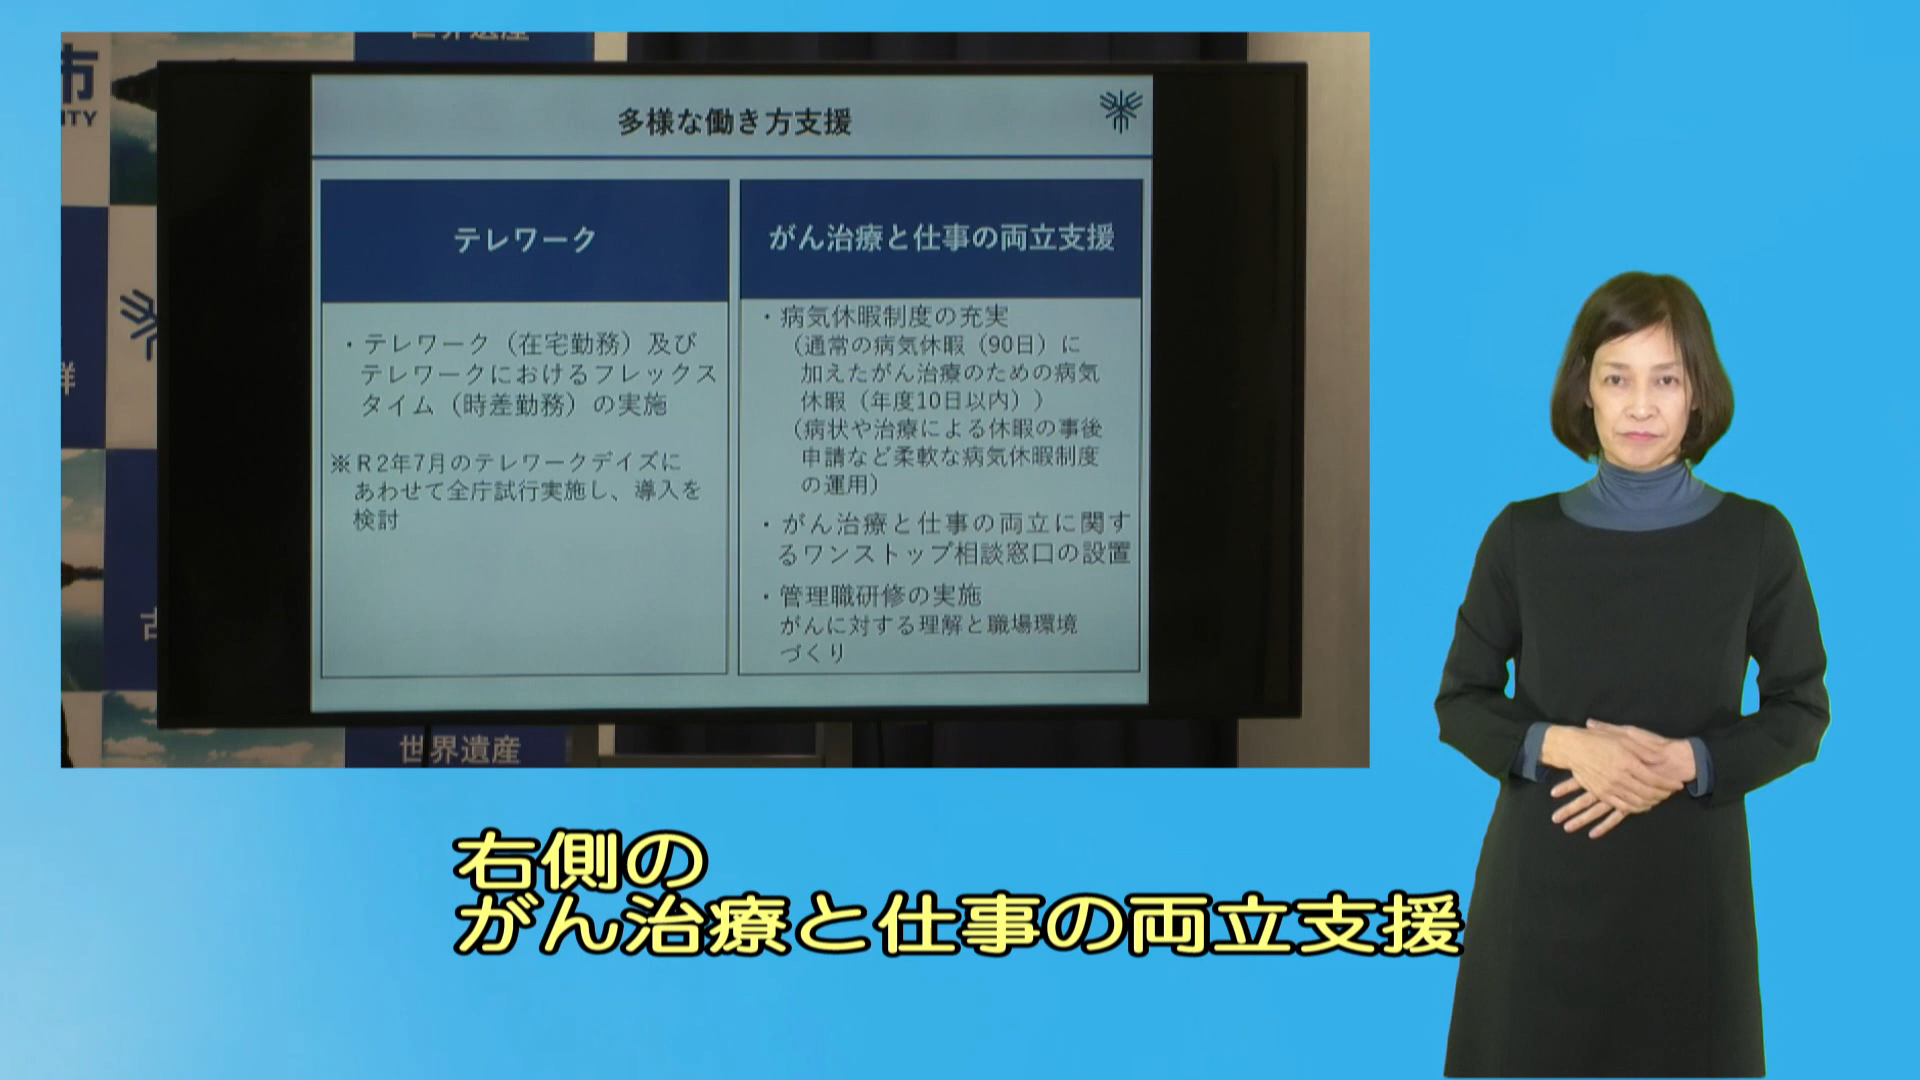 世界遺産
市
ITY
群
古
世界遺産
多様な働き方支援
テレワーク
・テレワーク（在宅勤務）及び
テレワークにおけるフレックス
タイム（時差勤務）の実施
※R2年7月のテレワークデイズに
あわせて全庁試行実施し、導入を
検討
がん治療と仕事の両立支援
・病気休暇制度の充実
（通常の病気休暇（90日）に
加えたがん治療のための病気
休暇（年度10日以内））
（病状や治療による休暇の事後
申請など柔軟な病気休暇制度
の運用）
・がん治療と仕事の両立に関す
るワンストップ相談窓口の設置
・管理職研修の実施
がんに対する理解と職場環境
づくり
右側の
がん治療と仕事の両立支援